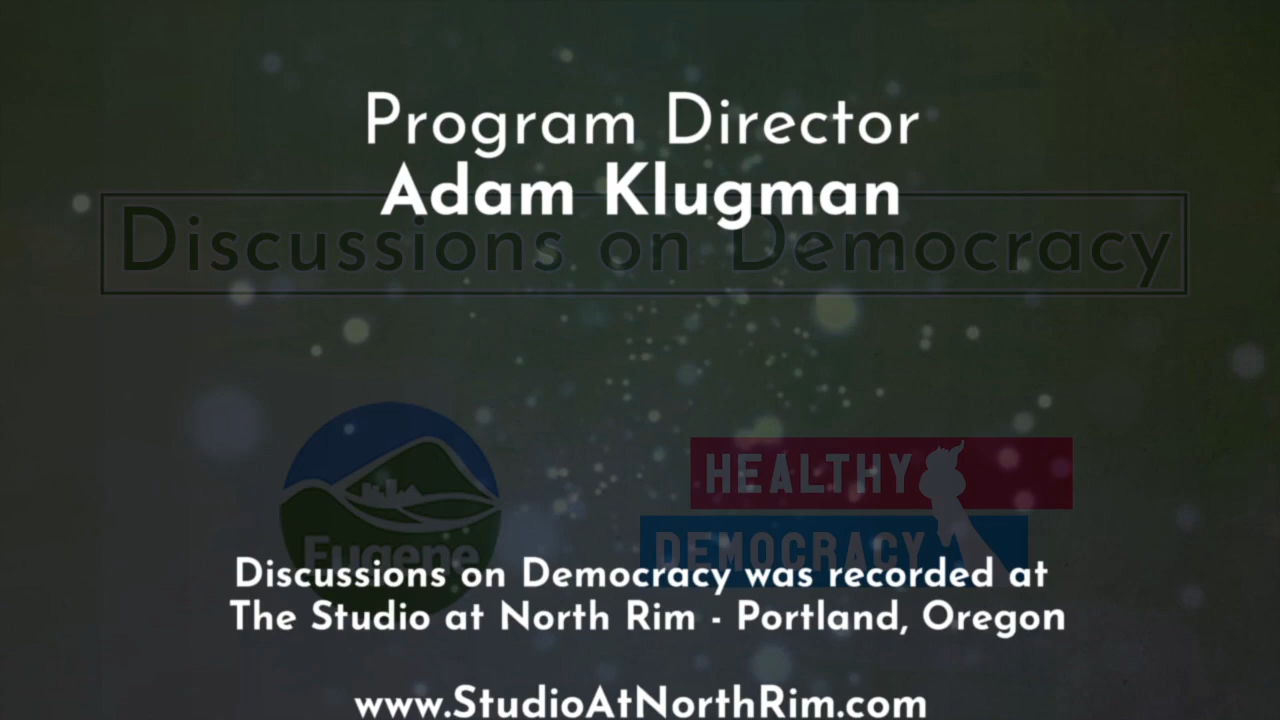 Program Director
Adam Klugman
Discussions on Democracy
HEALTHY
DEMOCRACY
Eugene
Discussions on Democracy was recorded at
The Studio at North Rim - Portland, Oregon
www.StudioAtNorthRim.com